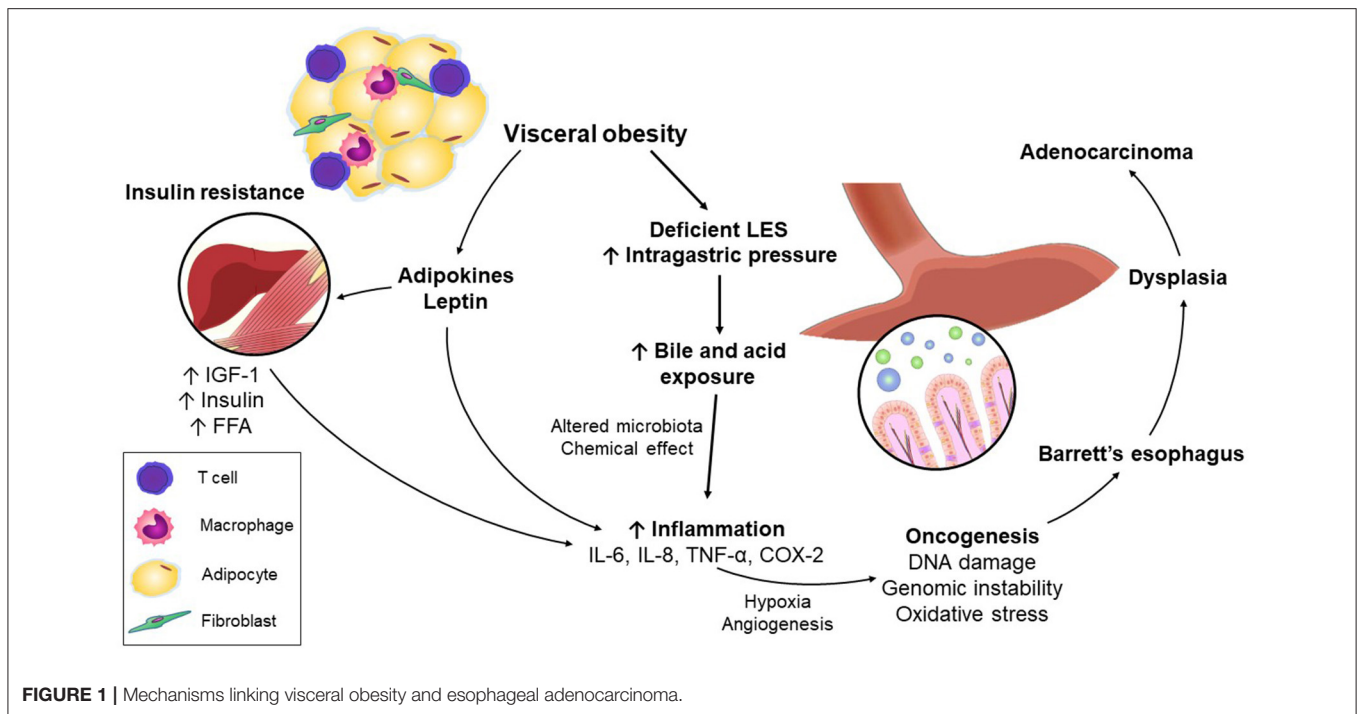 Visceral obesity
Insulin resistance
Adipokines
Leptin
↑ IGF-1
↑ Insulin
↑ FFA
Deficient LES
↑ Intragastric pressure
↑ Bile and acid
exposure
Altered microbiota
Chemical effect
↑ Inflammation
IL-6, IL-8, TNF-α, COX-2
Hypoxia
Angiogenesis
Oncogenesis
DNA damage
Genomic instability
Oxidative stress
Barrett's esophagus
Dysplasia
Adenocarcinoma
T cell
Macrophage
Adipocyte
Fibroblast
FIGURE 1 | Mechanisms linking visceral obesity and esophageal adenocarcinoma.